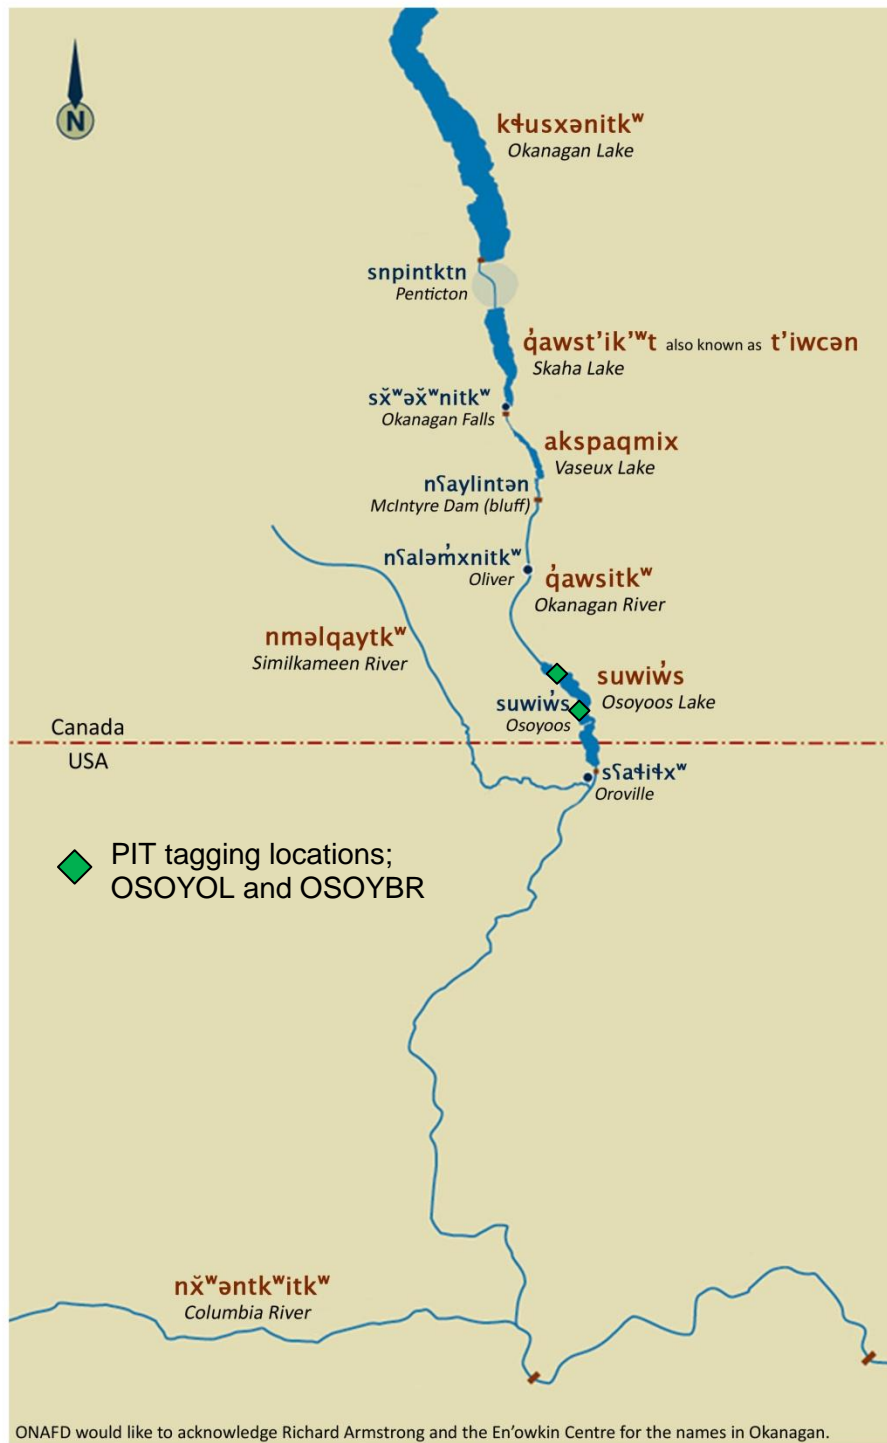 N
kɬusxənitkʷ
Okanagan Lake
snpintktn
Penticton
q̓awst’ik’ʷt also known as t’iwcən
Skaha Lake
sx̌ʷəx̌ʷnitkʷ
Okanagan Falls
akspaqmix
Vaseux Lake
nʕaylintən
McIntyre Dam (bluff)
nʕaləm̓xnitkʷ
Oliver
q̓awsitkʷ
Okanagan River
nməlqaytkʷ
Similkameen River
suwiw̓s
Osoyoos Lake
suwiw̓s
Osoyoos
Canada
USA
sʕaɬiɬxʷ
Oroville
PIT tagging locations;
OSOYOL and OSOYBR
nx̌ʷəntkʷitkʷ
Columbia River
ONAFD would like to acknowledge Richard Armstrong and the En’owkin Centre for the names in Okanagan.